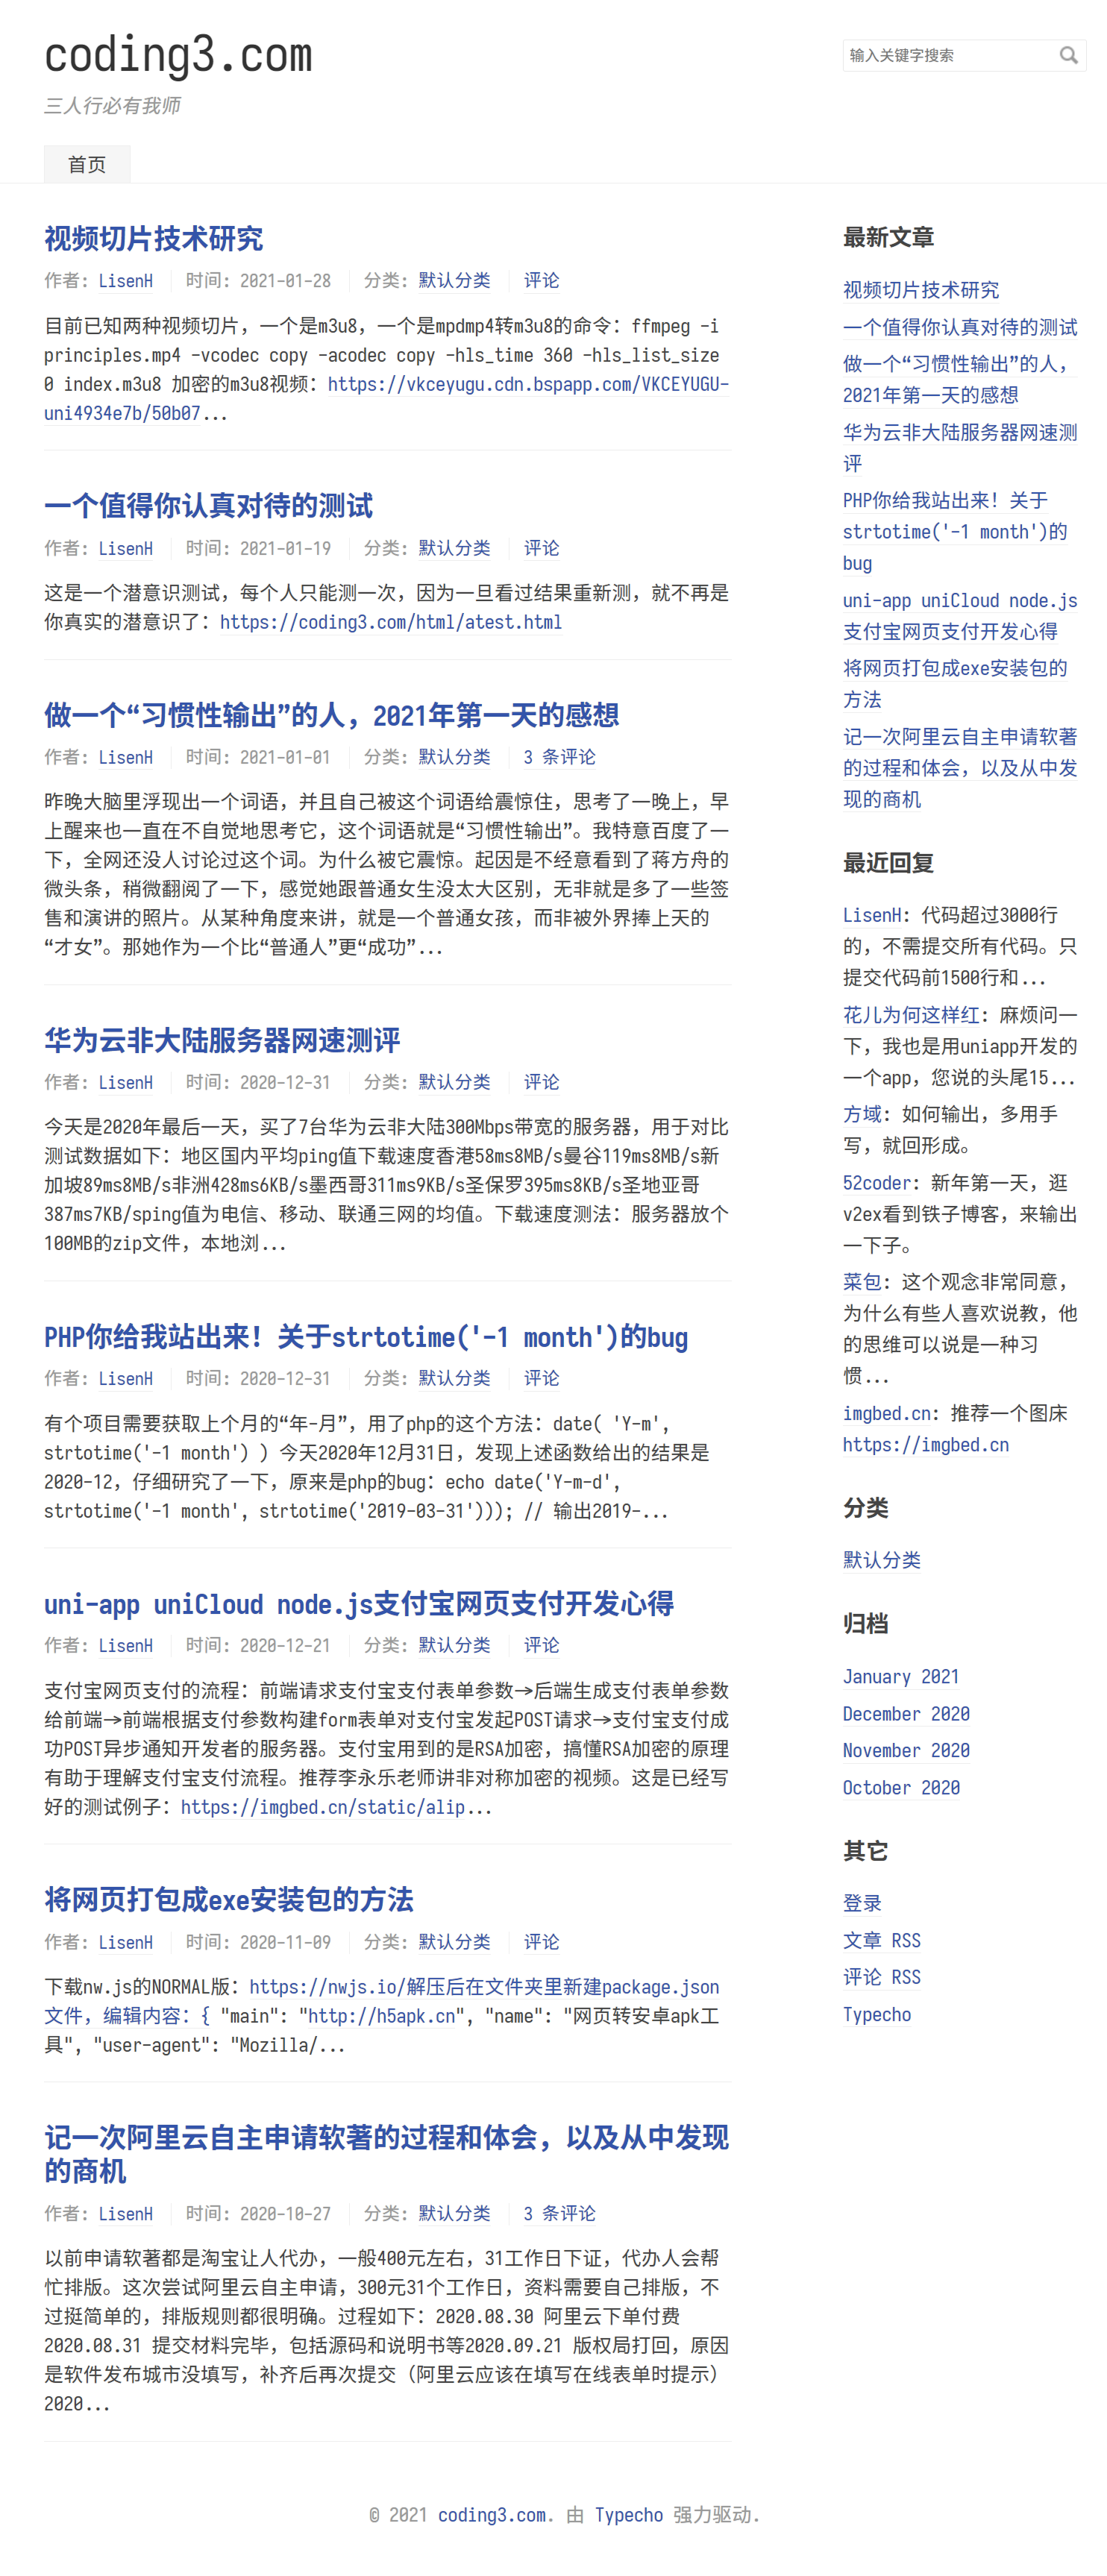 coding3.com
输入关键字搜索
三人行必有我师
首页
视频切片技术研究
作者: LisenH 时间: 2021-01-28 分类: 默认分类 评论
目前已知两种视频切片，一个是m3u8，一个是mpdmp4转m3u8的命令：ffmpeg -i
principles.mp4 -vcodec copy -acodec copy -hls_time 360 -hls_list_size
0 index.m3u8 加密的m3u8视频：https://vkceyugu.cdn.bspapp.com/VKCEYUGU-
uni4934e7b/50b07...
一个值得你认真对待的测试
作者: LisenH 时间: 2021-01-19 分类: 默认分类 评论
这是一个潜意识测试，每个人只能测一次，因为一旦看过结果重新测，就不再是
你真实的潜意识了：https://coding3.com/html/atest.html
做一个“习惯性输出”的人，2021年第一天的感想
作者: LisenH 时间: 2021-01-01 分类: 默认分类 3 条评论
昨晚大脑里浮现出一个词语，并且自己被这个词语给震惊住，思考了一晚上，早
上醒来也一直在不自觉地思考它，这个词语就是“习惯性输出”。我特意百度了一
下，全网还没人讨论过这个词。为什么被它震惊。起因是不经意看到了蒋方舟的
微头条，稍微翻阅了一下，感觉她跟普通女生没太大区别，无非就是多了一些签
售和演讲的照片。从某种角度来讲，就是一个普通女孩，而非被外界捧上天的
“才女”。那她作为一个比“普通人”更“成功”...
华为云非大陆服务器网速测评
作者: LisenH 时间: 2020-12-31 分类: 默认分类 评论
今天是2020年最后一天，买了7台华为云非大陆300Mbps带宽的服务器，用于对比
测试数据如下：地区国内平均ping值下载速度香港58ms8MB/s曼谷119ms8MB/s新
加坡89ms8MB/s非洲428ms6KB/s墨西哥311ms9KB/s圣保罗395ms8KB/s圣地亚哥
387ms7KB/sping值为电信、移动、联通三网的均值。下载速度测法：服务器放个
100MB的zip文件，本地浏...
PHP你给我站出来！关于strtotime('-1 month')的bug
作者: LisenH 时间: 2020-12-31 分类: 默认分类 评论
有个项目需要获取上个月的“年-月”，用了php的这个方法：date( 'Y-m',
strtotime('-1 month') ) 今天2020年12月31日，发现上述函数给出的结果是
2020-12，仔细研究了一下，原来是php的bug：echo date('Y-m-d',
strtotime('-1 month', strtotime('2019-03-31'))); // 输出2019-...
uni-app uniCloud node.js支付宝网页支付开发心得
作者: LisenH 时间: 2020-12-21 分类: 默认分类 评论
支付宝网页支付的流程：前端请求支付宝支付表单参数→后端生成支付表单参数
给前端→前端根据支付参数构建form表单对支付宝发起POST请求→支付宝支付成
功POST异步通知开发者的服务器。支付宝用到的是RSA加密，搞懂RSA加密的原理
有助于理解支付宝支付流程。推荐李永乐老师讲非对称加密的视频。这是已经写
好的测试例子：https://imgbed.cn/static/alip...
将网页打包成exe安装包的方法
作者: LisenH 时间: 2020-11-09 分类: 默认分类 评论
下载nw.js的NORMAL版：https://nwjs.io/解压后在文件夹里新建package.json
文件，编辑内容：{ "main": "http://h5apk.cn", "name": "网页转安卓apk工
具", "user-agent": "Mozilla/...
记一次阿里云自主申请软著的过程和体会，以及从中发现
的商机
作者: LisenH 时间: 2020-10-27 分类: 默认分类 3 条评论
以前申请软著都是淘宝让人代办，一般400元左右，31工作日下证，代办人会帮
忙排版。这次尝试阿里云自主申请，300元31个工作日，资料需要自己排版，不
过挺简单的，排版规则都很明确。过程如下：2020.08.30 阿里云下单付费
2020.08.31 提交材料完毕，包括源码和说明书等2020.09.21 版权局打回，原因
是软件发布城市没填写，补齐后再次提交（阿里云应该在填写在线表单时提示）
2020...
最新文章
视频切片技术研究
一个值得你认真对待的测试
做一个“习惯性输出”的人，
2021年第一天的感想
华为云非大陆服务器网速测
评
PHP你给我站出来！关于
strtotime('-1 month')的
bug
uni-app uniCloud node.js
支付宝网页支付开发心得
将网页打包成exe安装包的
方法
记一次阿里云自主申请软著
的过程和体会，以及从中发
现的商机
最近回复
LisenH: 代码超过3000行
的，不需提交所有代码。只
提交代码前1500行和...
花儿为何这样红: 麻烦问一
下，我也是用uniapp开发的
一个app，您说的头尾15...
方域: 如何输出，多用手
写，就回形成。
52coder: 新年第一天，逛
v2ex看到铁子博客，来输出
一下子。
菜包: 这个观念非常同意，
为什么有些人喜欢说教，他
的思维可以说是一种习
惯...
imgbed.cn: 推荐一个图床
https://imgbed.cn
分类
默认分类
归档
January 2021
December 2020
November 2020
October 2020
其它
登录
文章 RSS
评论 RSS
Typecho
© 2021 coding3.com. 由 Typecho 强力驱动.